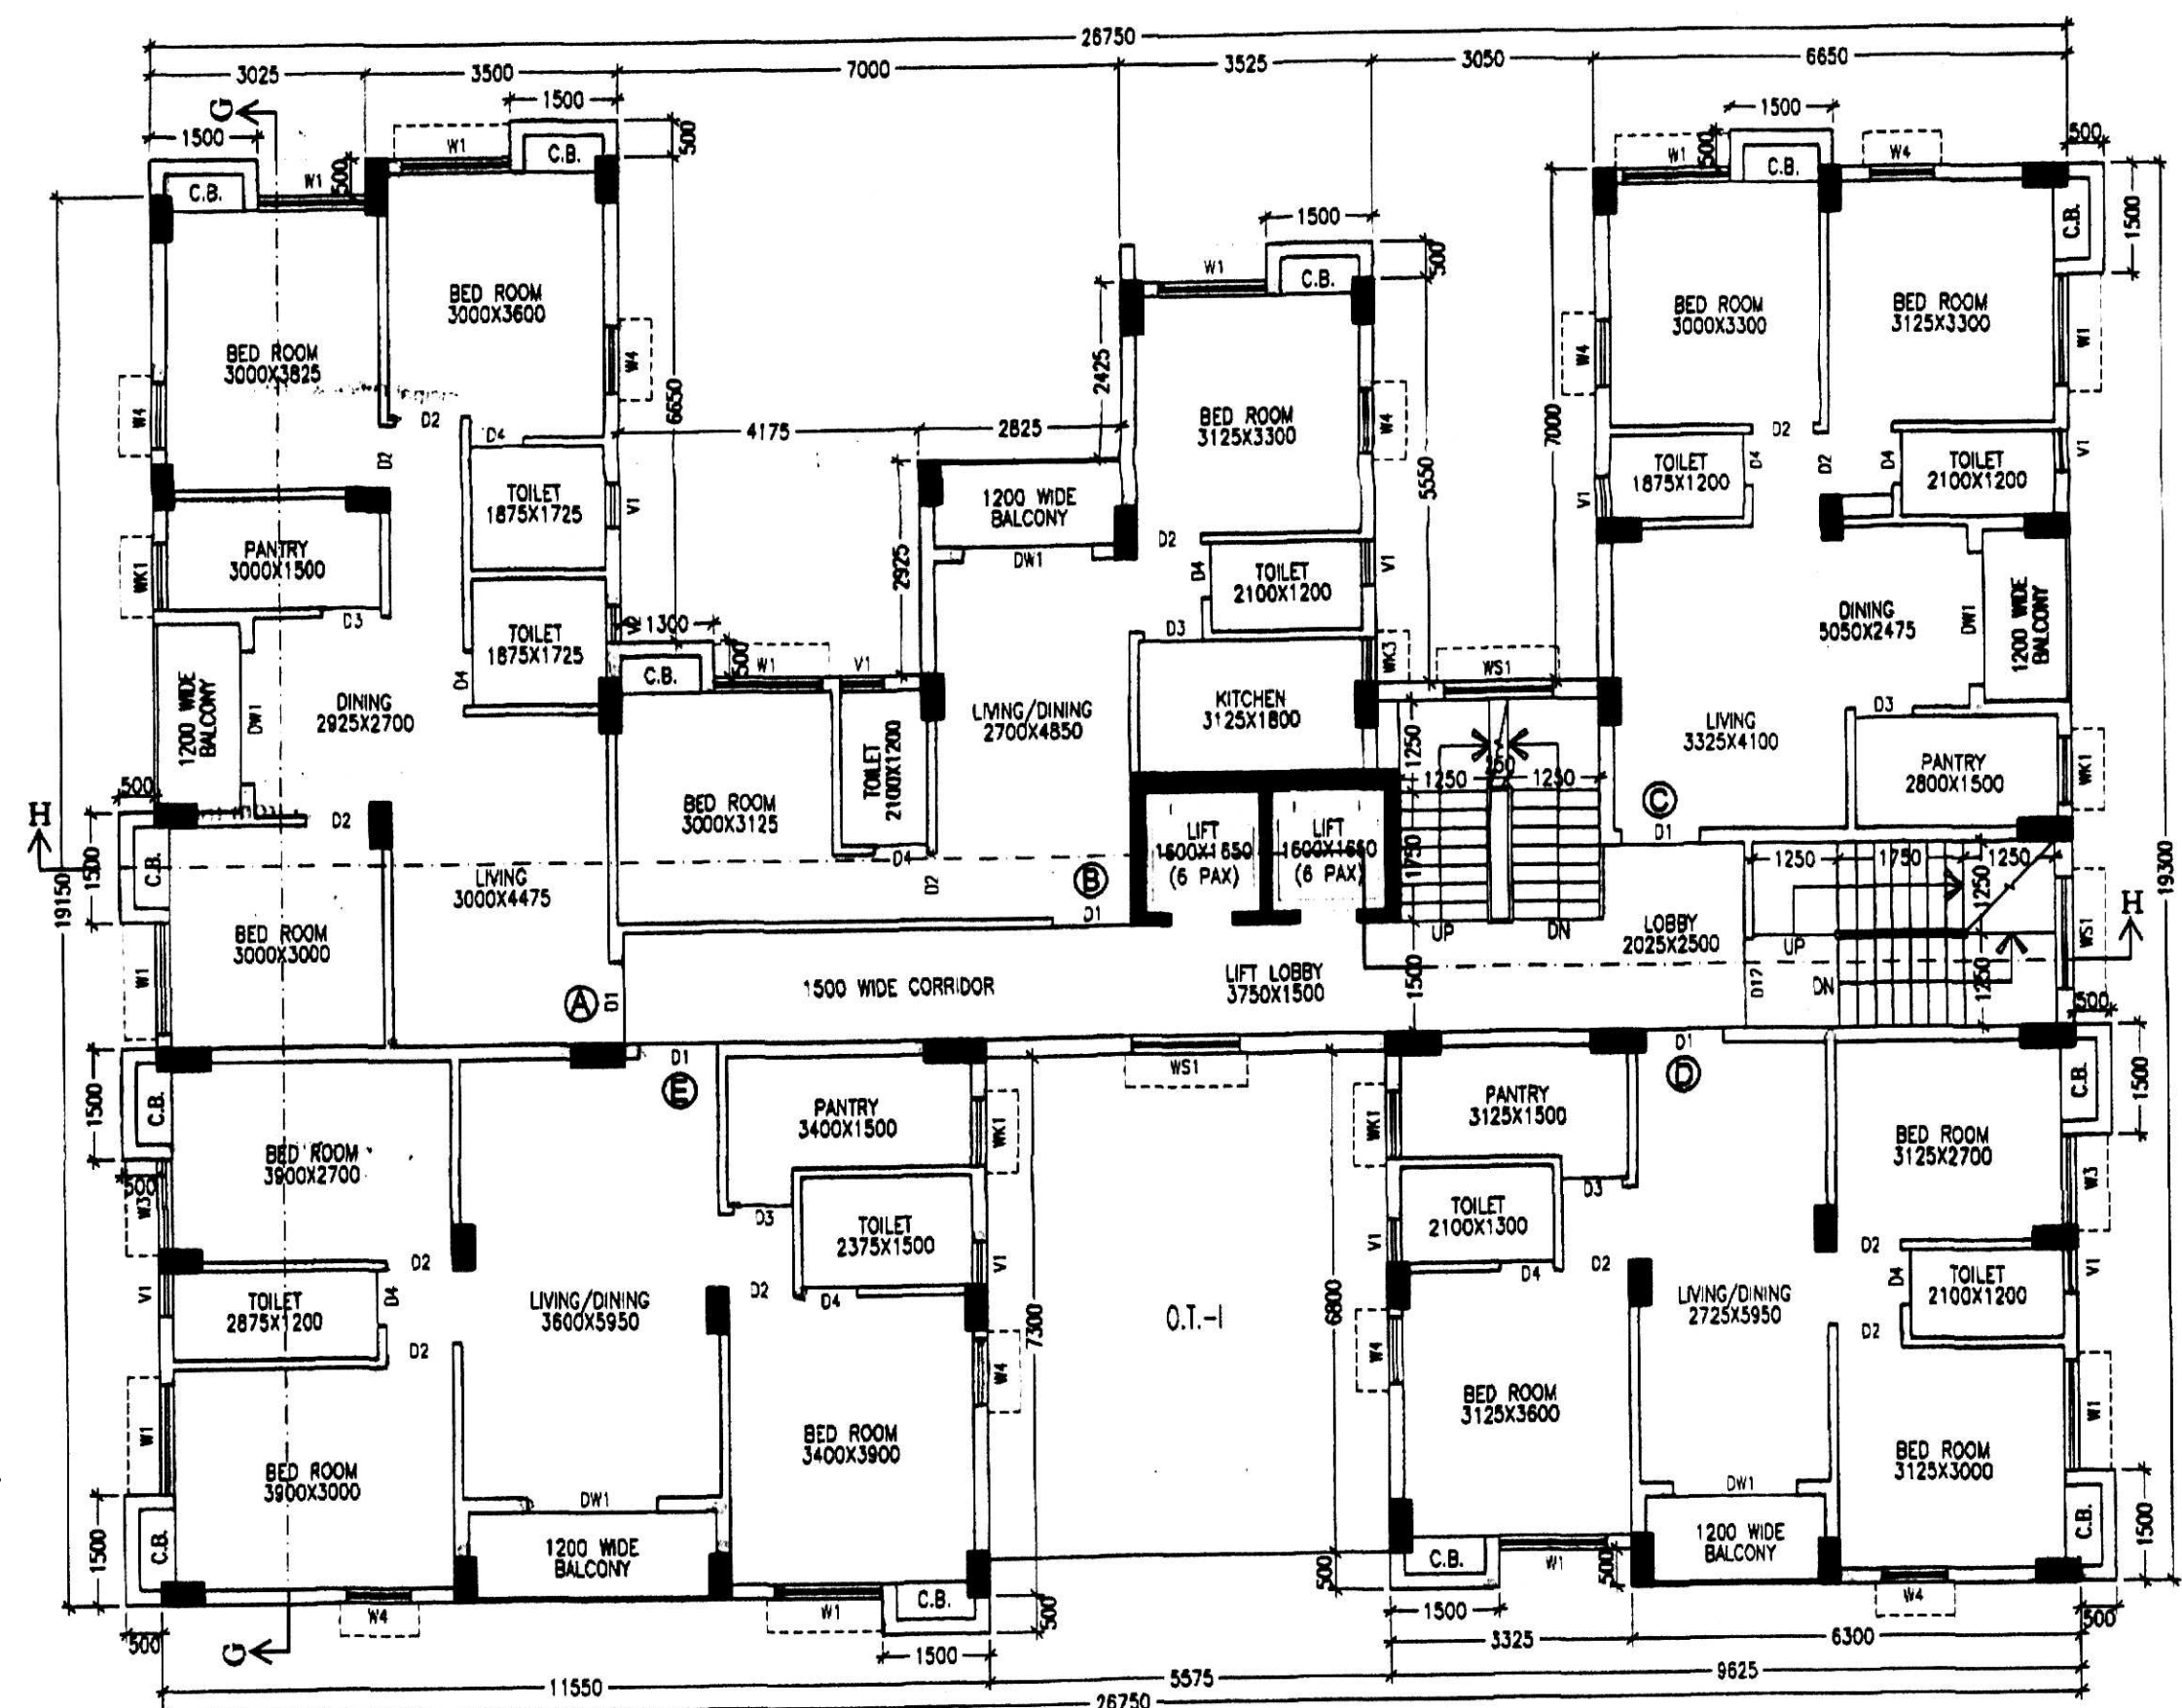 26750
3025
3500
7000
3525
3050
6650
G
1500
1500
500
1500
500
1500
500
500
C.B.
W1
W1
C.B.
W1
C.B.
W4
C.B.
1500
BED ROOM
3000X3825
BED ROOM
3000X3600
W4
W4
D2
D2
D4
6650
4175
2825
2425
W1
1500
C.B.
500
BED ROOM
3125X3300
W4
5550
7000
BED ROOM
3000X3300
BED ROOM
3125X3300
W4
W1
D2
D2
D4
D4
TOILET
1875X1200
TOILET
2100X1200
V1
V1
PANTRY
3000X1500
WK1
D3
TOILET
1875X1725
V1
TOILET
1875X1725
V2
D4
1300
500
C.B.
W1
V1
2925
1200 WIDE
BALCONY
DW1
D2
D4
TOILET
2100X1200
V1
D3
KITCHEN
3125X1800
WK3
WS1
LIVING/DINING
2700X4850
DINING
5050X2475
DW1
1200 WIDE
BALCONY
LIVING
3325X4100
D3
PANTRY
2800X1500
WK1
1200 WIDE
BALCONY
DW1
DINING
2925X2700
500
H
1500
C.B.
D2
19150
BED ROOM
3000X3125
TOILET
2100X1200
D4
D2
LIFT
1600X1650
(6 PAX)
LIFT
1600X1650
(6 PAX)
1250
1250
250
1250
1750
UP
DN
C
D1
1250
1750
1250
1250
1250
UP
DN
WS1
H
19300
LIVING
3000X4475
B
D1
BED ROOM
3000X3000
W1
A
D1
1500 WIDE CORRIDOR
LIFT LOBBY
3750X1500
1500
LOBBY
2025X2500
500
D1
E
WS1
D1
D
1500
C.B.
500
W3
BED ROOM
3900X2700
PANTRY
3400X1500
WK1
WK1
PANTRY
3125X1500
BED ROOM
3125X2700
C.B.
1500
W3
D3
TOILET
2375X1500
V1
D2
D4
TOILET
2100X1300
V1
D3
D4
D2
D2
D4
TOILET
2100X1200
V1
D2
V1
TOILET
2875X1200
D2
D4
D2
LIVING/DINING
3600X5950
O.T.-I
7300
6800
LIVING/DINING
2725X5950
W4
W4
W1
BED ROOM
3900X3000
BED ROOM
3400X3900
BED ROOM
3125X3600
BED ROOM
3125X3000
W1
1500
C.B.
DW1
1200 WIDE
BALCONY
DW1
1200 WIDE
BALCONY
C.B.
1500
500
W4
G
W1
C.B.
500
1500
500
C.B.
W1
500
1500
W4
500
3325
6300
11550
5575
9625
26750